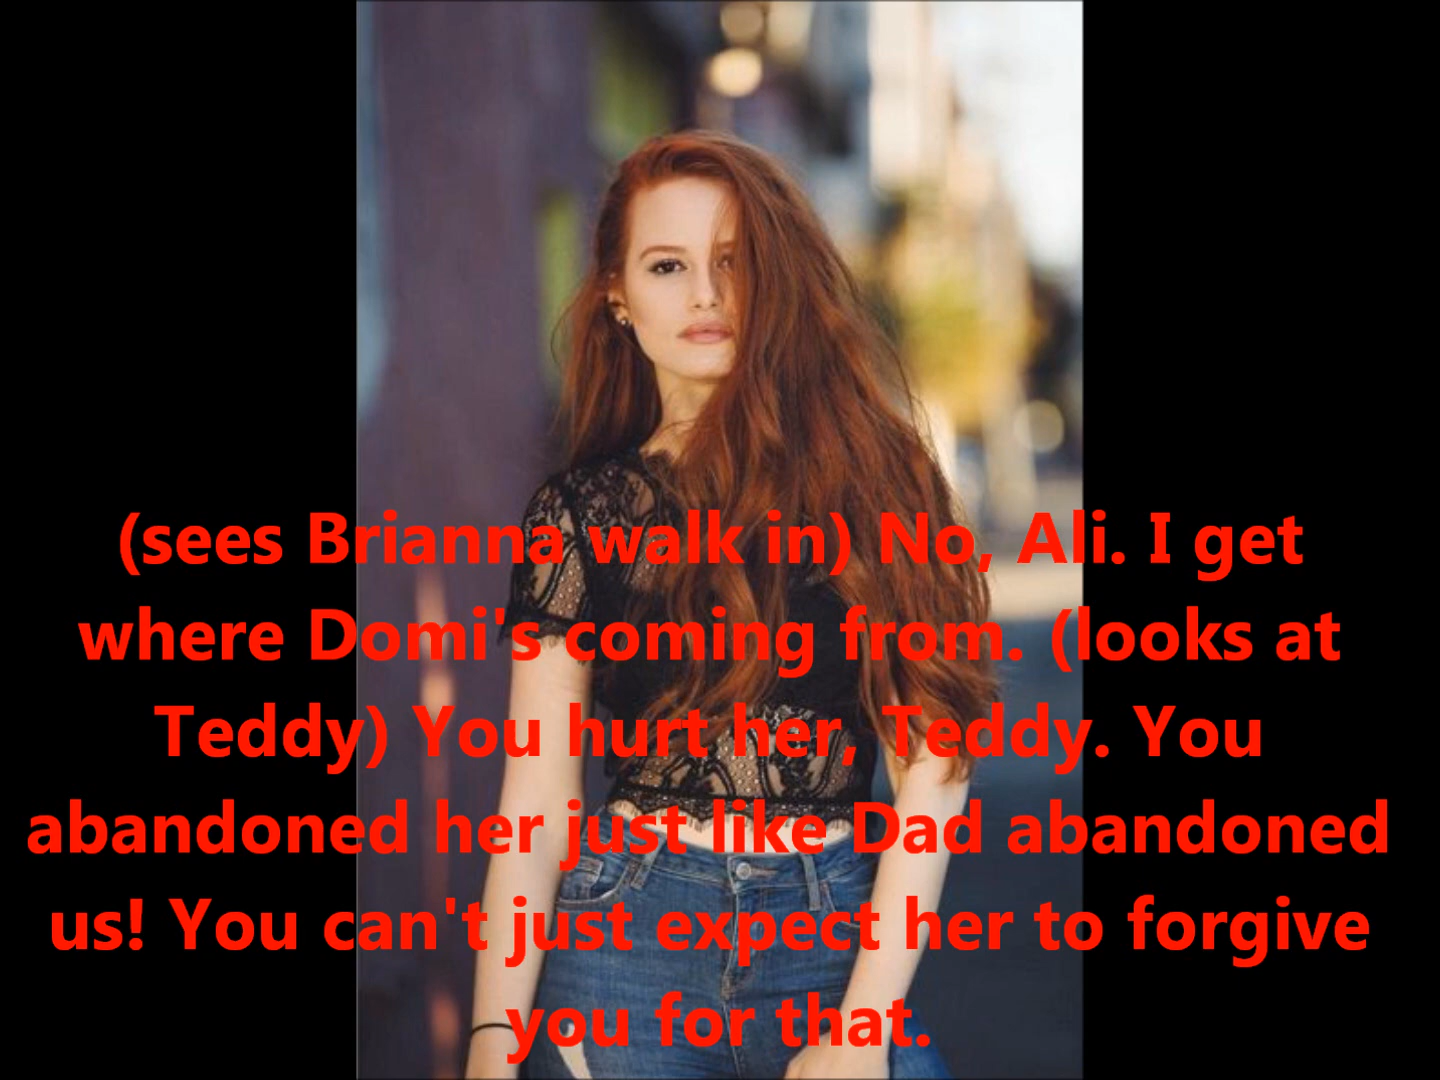 (sees Brianna walk in) No, Ali. I get
where Domi's coming from. (looks at
Teddy) You hurt her, Teddy. You
abandoned her just like Dad abandoned
us! You can't just expect her to forgive
you for that.